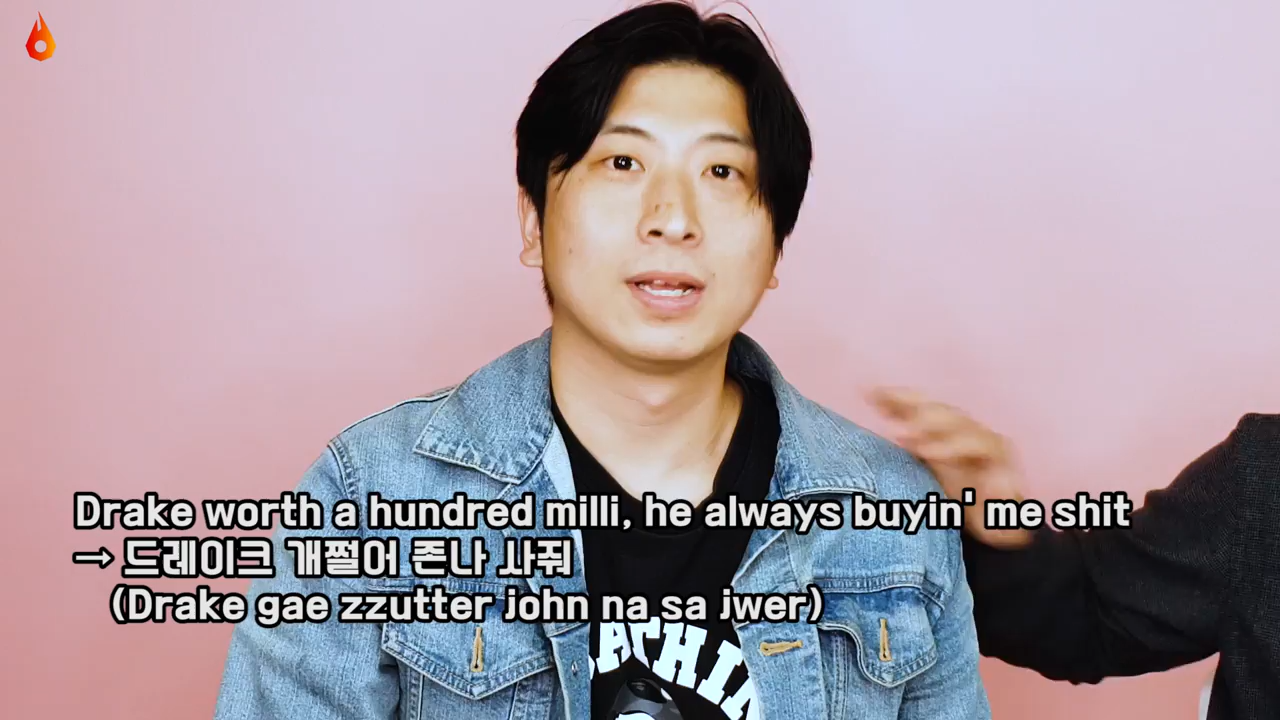 Drake worth a hundred milli, he always buyin' me shit
→ 드레이크 개쩔어 존나 사줘
(Drake gae zzutter john na sa jwer)